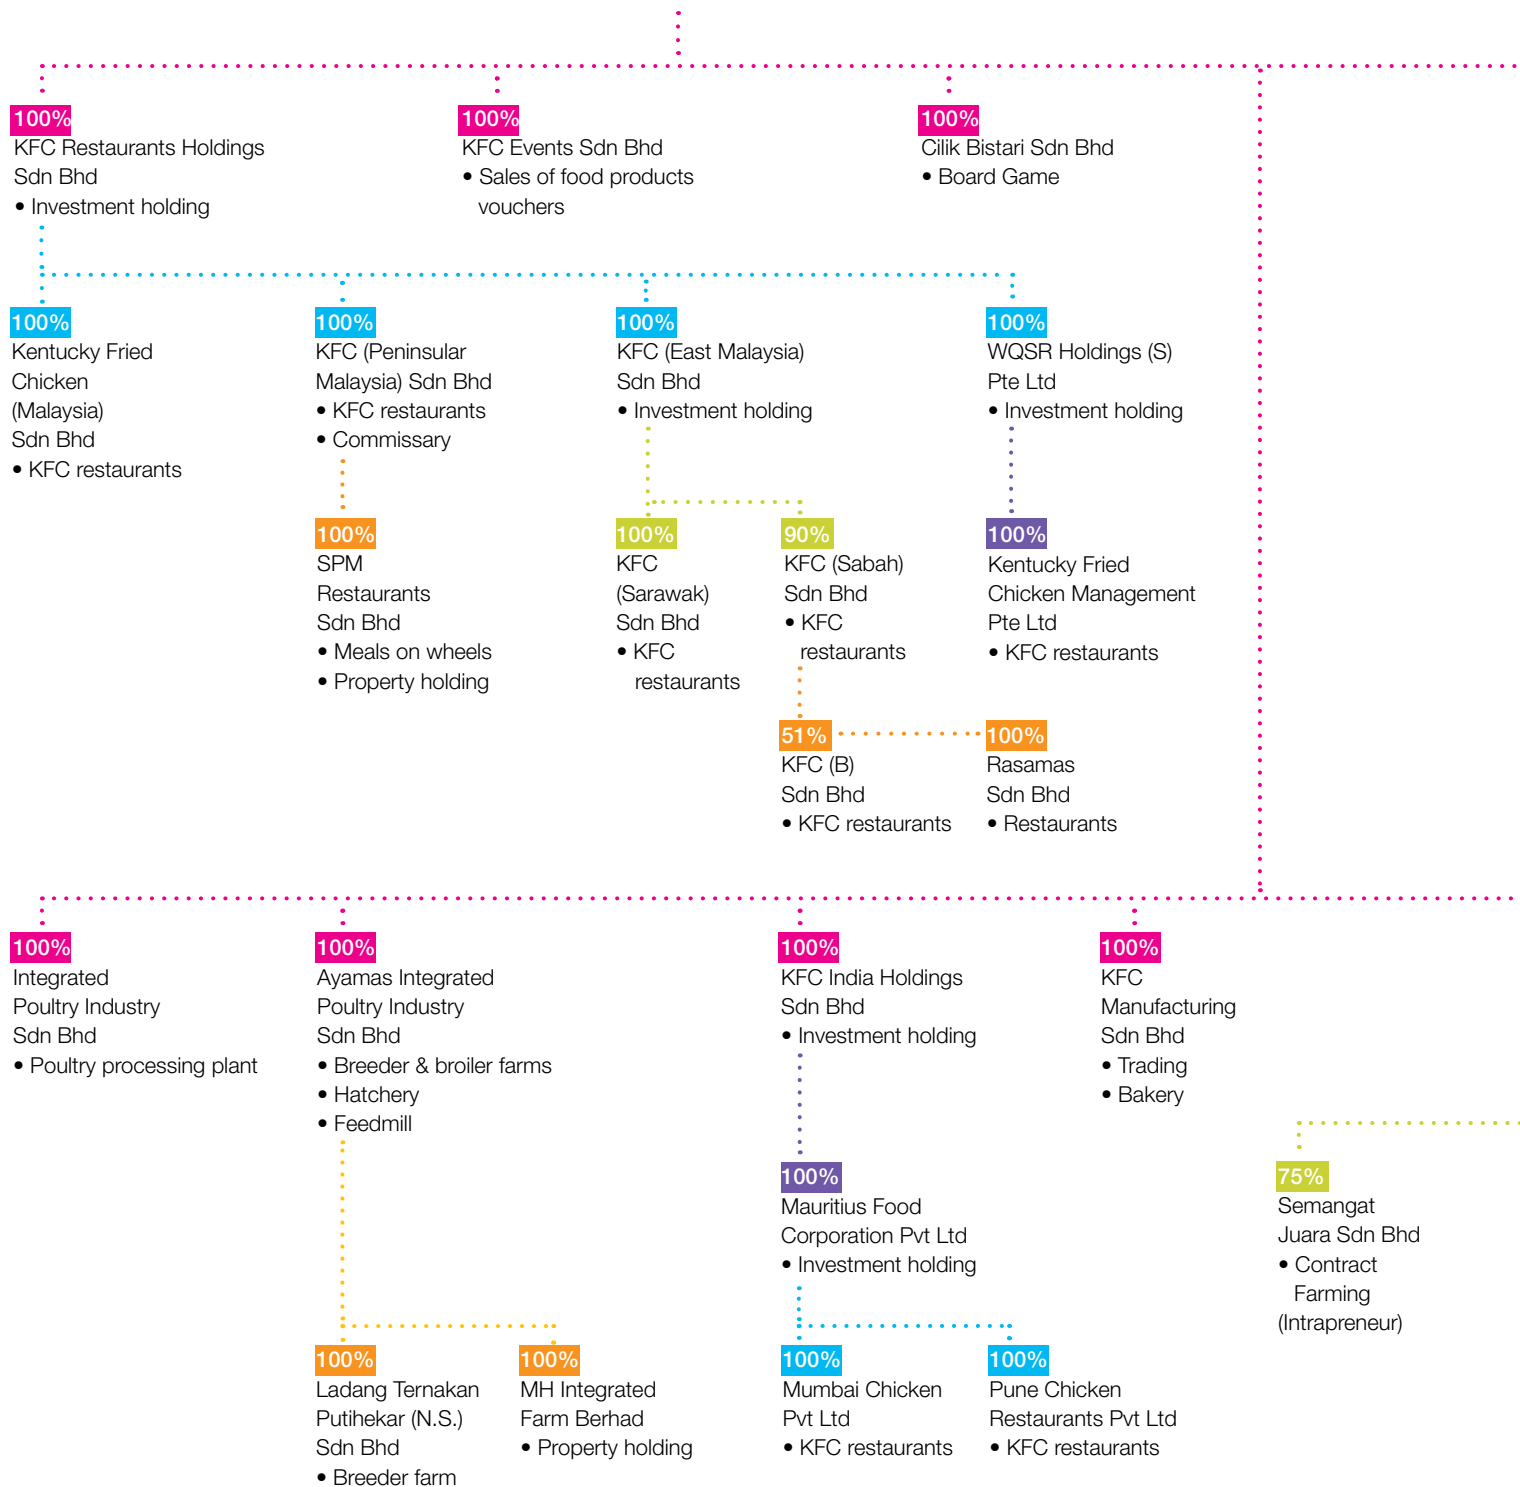 100%
KFC Restaurants Holdings
Sdn Bhd
• Investment holding
100%
KFC Events Sdn Bhd
• Sales of food products
vouchers
100%
Cilik Bistari Sdn Bhd
• Board Game
100%
Kentucky Fried
Chicken
(Malaysia)
Sdn Bhd
• KFC restaurants
100%
KFC (Peninsular
Malaysia) Sdn Bhd
• KFC restaurants
• Commissary
100%
KFC (East Malaysia)
Sdn Bhd
• Investment holding
100%
WQSR Holdings (S)
Pte Ltd
• Investment holding
100%
SPM
Restaurants
Sdn Bhd
• Meals on wheels
• Property holding
100%
KFC
(Sarawak)
Sdn Bhd
• KFC
restaurants
90%
KFC (Sabah)
Sdn Bhd
• KFC
restaurants
100%
Kentucky Fried
Chicken Management
Pte Ltd
• KFC restaurants
51%
KFC (B)
Sdn Bhd
• KFC restaurants
100%
Rasamas
Sdn Bhd
• Restaurants
100%
Integrated
Poultry Industry
Sdn Bhd
• Poultry processing plant
100%
Ayamas Integrated
Poultry Industry
Sdn Bhd
• Breeder & broiler farms
• Hatchery
• Feedmill
100%
KFC India Holdings
Sdn Bhd
• Investment holding
100%
KFC
Manufacturing
Sdn Bhd
• Trading
• Bakery
100%
Mauritius Food
Corporation Pvt Ltd
• Investment holding
75%
Semangat
Juara Sdn Bhd
• Contract
Farming
(Intrapreneur)
100%
Ladang Ternakan
Putihekar (N.S.)
Sdn Bhd
• Breeder farm
100%
MH Integrated
Farm Berhad
• Property holding
100%
Mumbai Chicken
Pvt Ltd
• KFC restaurants
100%
Pune Chicken
Restaurants Pvt Ltd
• KFC restaurants